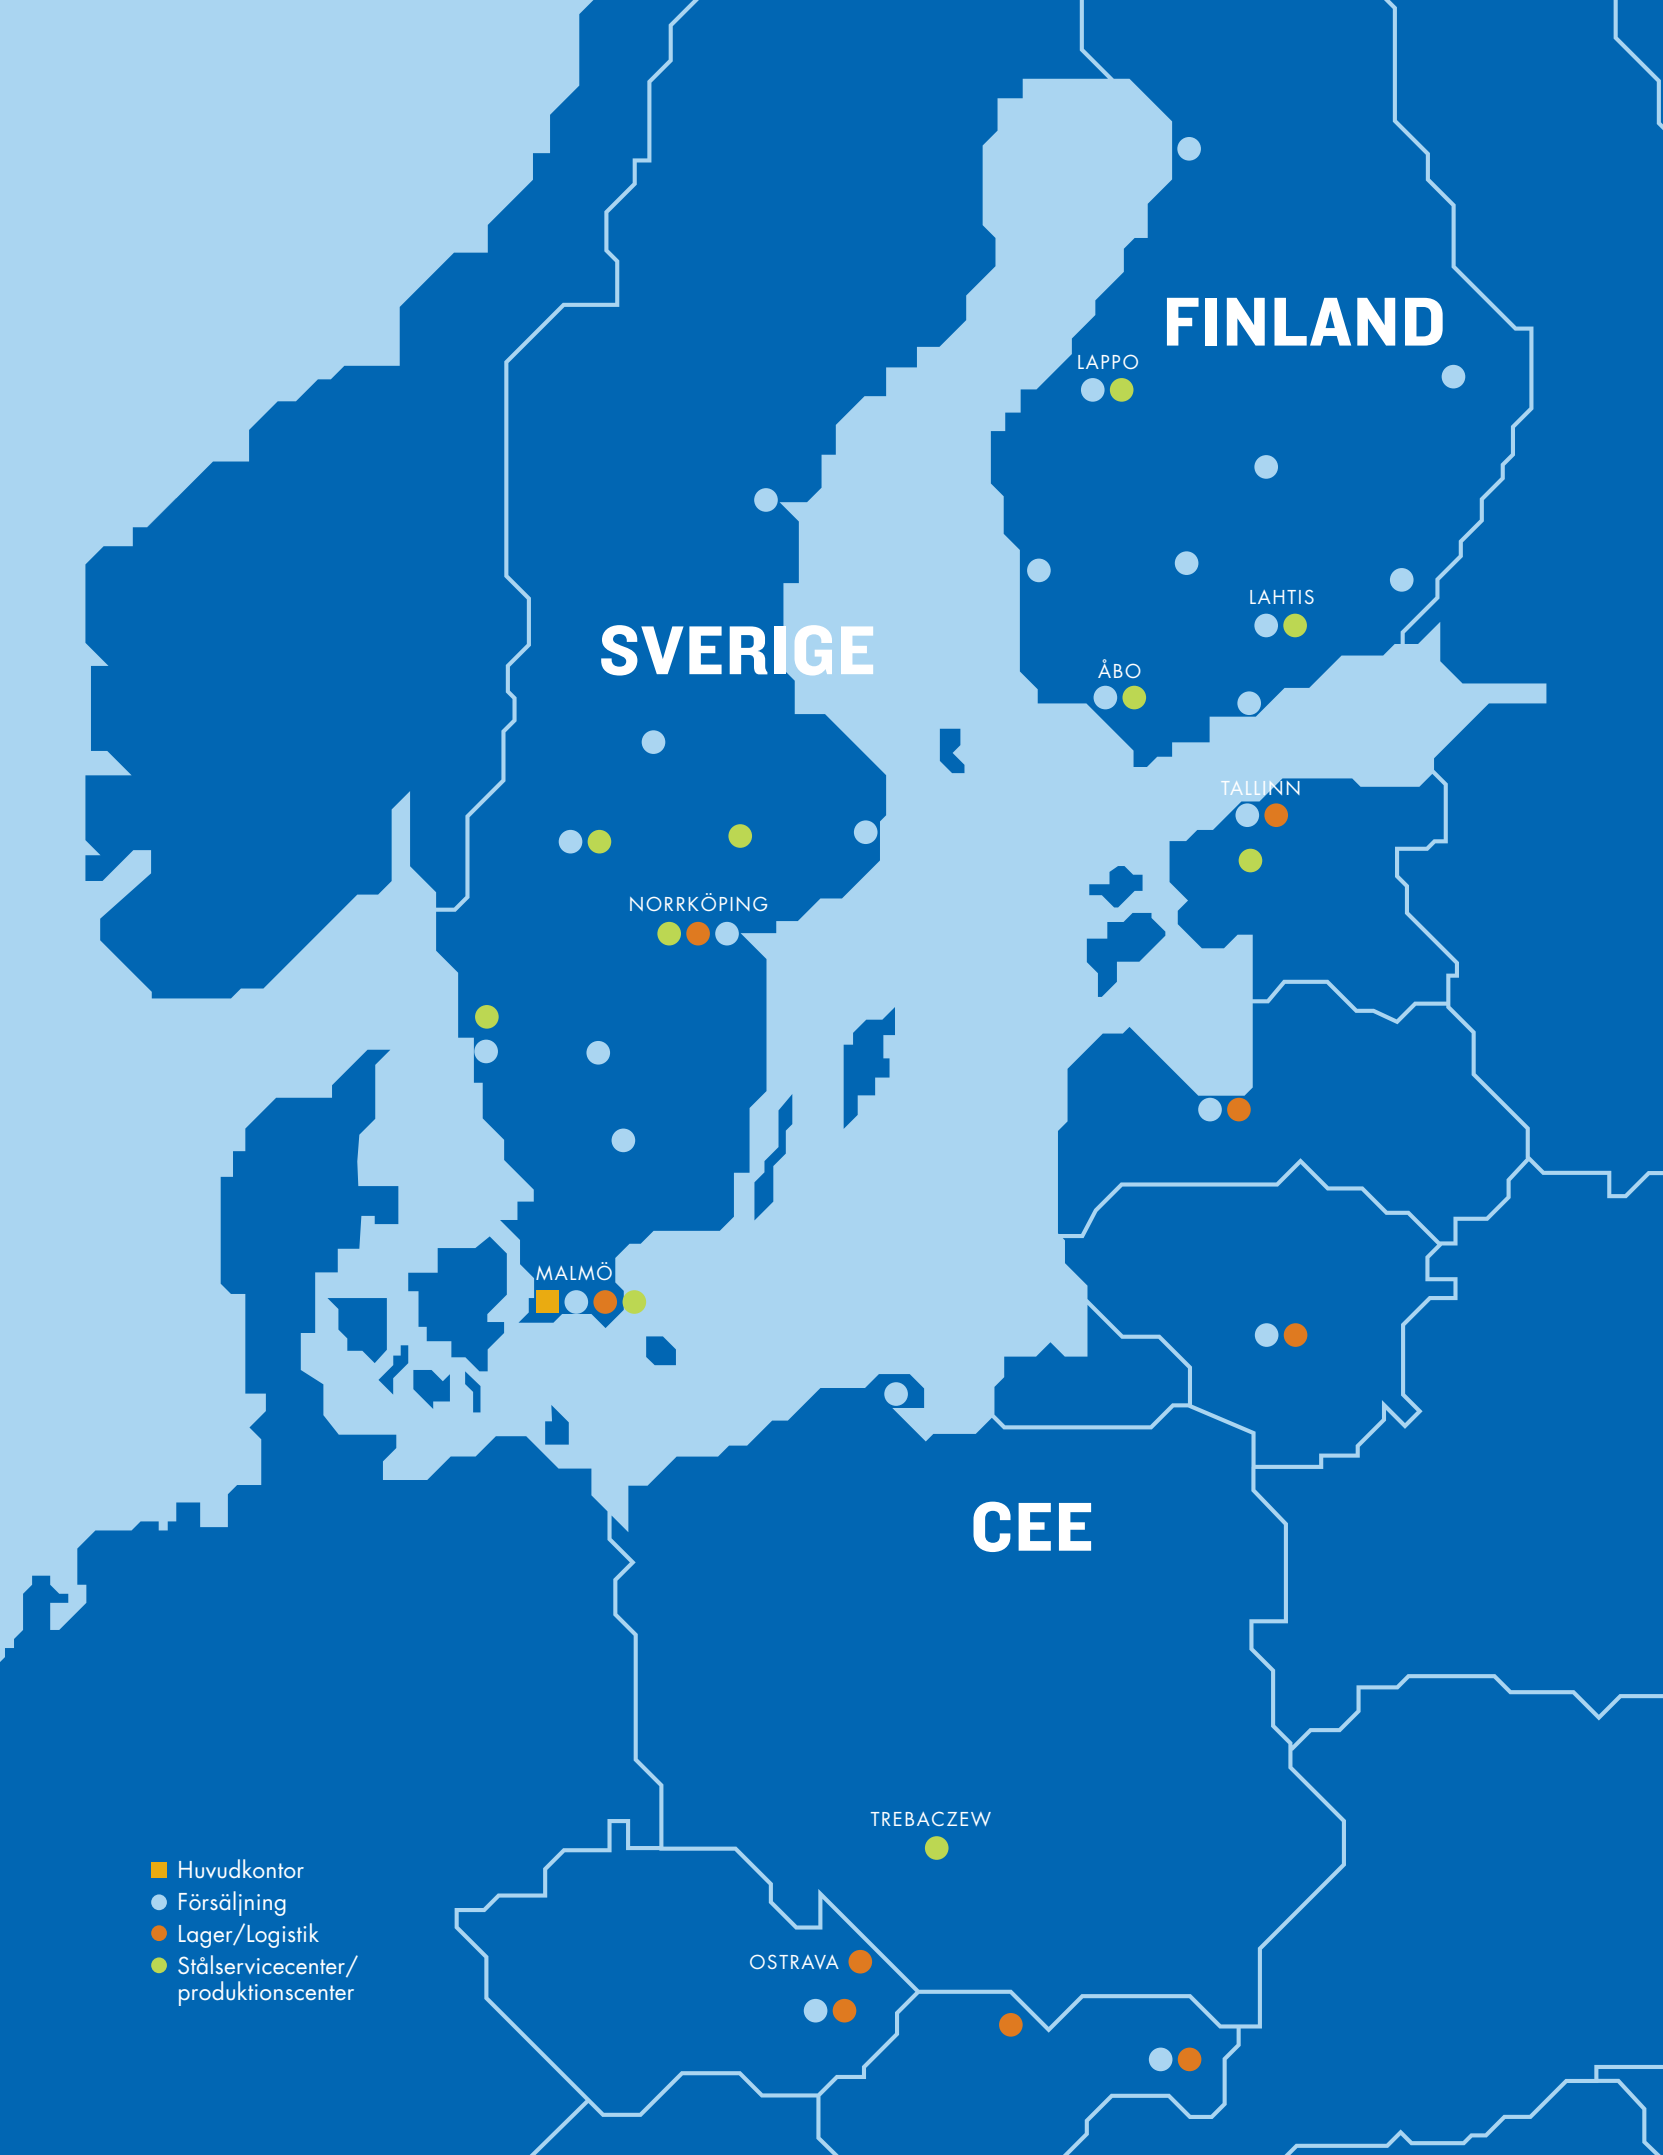 FINLAND
LAPPO
LAHTIS
SVERIGE
ÅBO
TALLINN
NORRKÖPING
MALMÖ
CEE
TREBACZEW
Huvudkontor
Försäljning
Lager/Logistik
Stålservicecenter/
produktionscenter
OSTRAVA